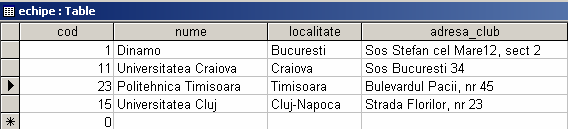 echipe : Table
cod nume localitate adresa_club
1 Dinamo Bucuresti Sos Stefan cel Mare12, sect 2
11 Universitatea Craiova Craiova Sos Bucuresti 34
23 Politehnica Timisoara Timisoara Bulevardul Pacii, nr 45
15 Universitatea Cluj Cluj-Napoca Strada Florilor, nr 23
0